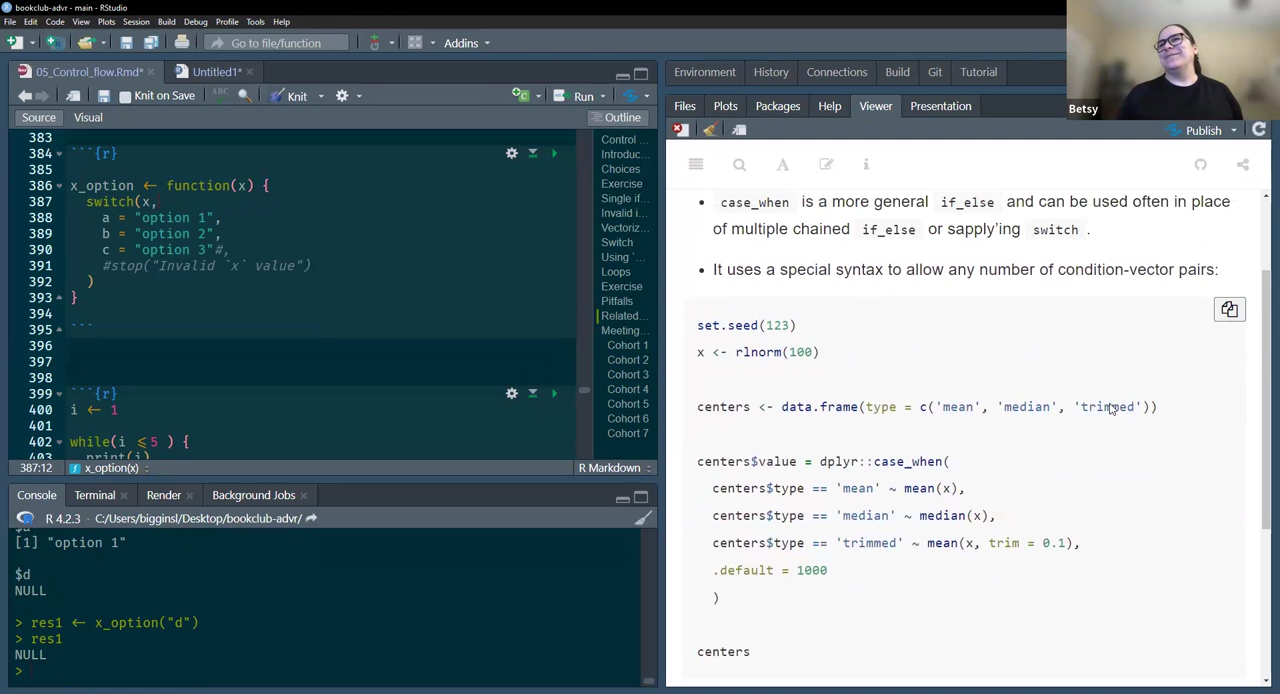 bookclub-advr - main - RStudio
File Edit Code View Plots Session Build Debug Profile Tools Help
Go to file/function Addins
05_Control_flow.Rmd* Untitled1*
Knit on Save ABC Knit Run
Source Visual Outline
383
384 ```{r}
385
386 x_option ← function(x) {
387 switch(x,
388 a = "option 1",
389 b = "option 2",
390 c = "option 3"#,
391 #stop("Invalid `x` value")
392 )
393 }
394
395 ```
396
397
398
399 ```{r}
400 i ← 1
401
402 while(i ⩽5 ) {
403 print(i)
Control ...
Introduc...
Choices
Exercise
Single if...
Invalid i...
Vectoriz...
Switch
Using `...
Loops
Exercise
Pitfalls
Related...
Meeting...
Cohort 1
Cohort 2
Cohort 3
Cohort 4
Cohort 5
Cohort 6
Cohort 7
387:12 x_option(x) R Markdown
Console Terminal Render Background Jobs
R 4.2.3 · C:/Users/bigginsl/Desktop/bookclub-advr/
$a
[1] "option 1"
$d
NULL
> res1 ← x_option("d")
> res1
NULL
>
Environment History Connections Build Git Tutorial
Files Plots Packages Help Viewer Presentation
Publish
• case_when is a more general if_else and can be used often in place
of multiple chained if_else or sapply'ing switch .
• It uses a special syntax to allow any number of condition-vector pairs:
set.seed(123)
x <- rlnorm(100)
centers <- data.frame(type = c('mean', 'median', 'trimmed'))
centers$value = dplyr::case_when(
centers$type == 'mean' ~ mean(x),
centers$type == 'median' ~ median(x),
centers$type == 'trimmed' ~ mean(x, trim = 0.1),
.default = 1000
)
centers
Betsy